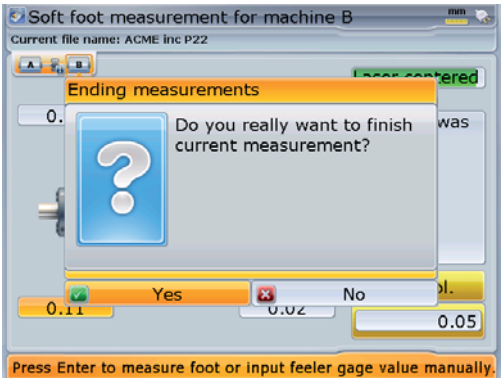 Soft foot measurement for machine B
mm
Current file name: ACME inc P22
A B
Ending measurements
0.
was
Do you really want to finish
current measurement?
Yes
No
0.11
0.02
0.05
Press Enter to measure foot or input feeler gage value manually.